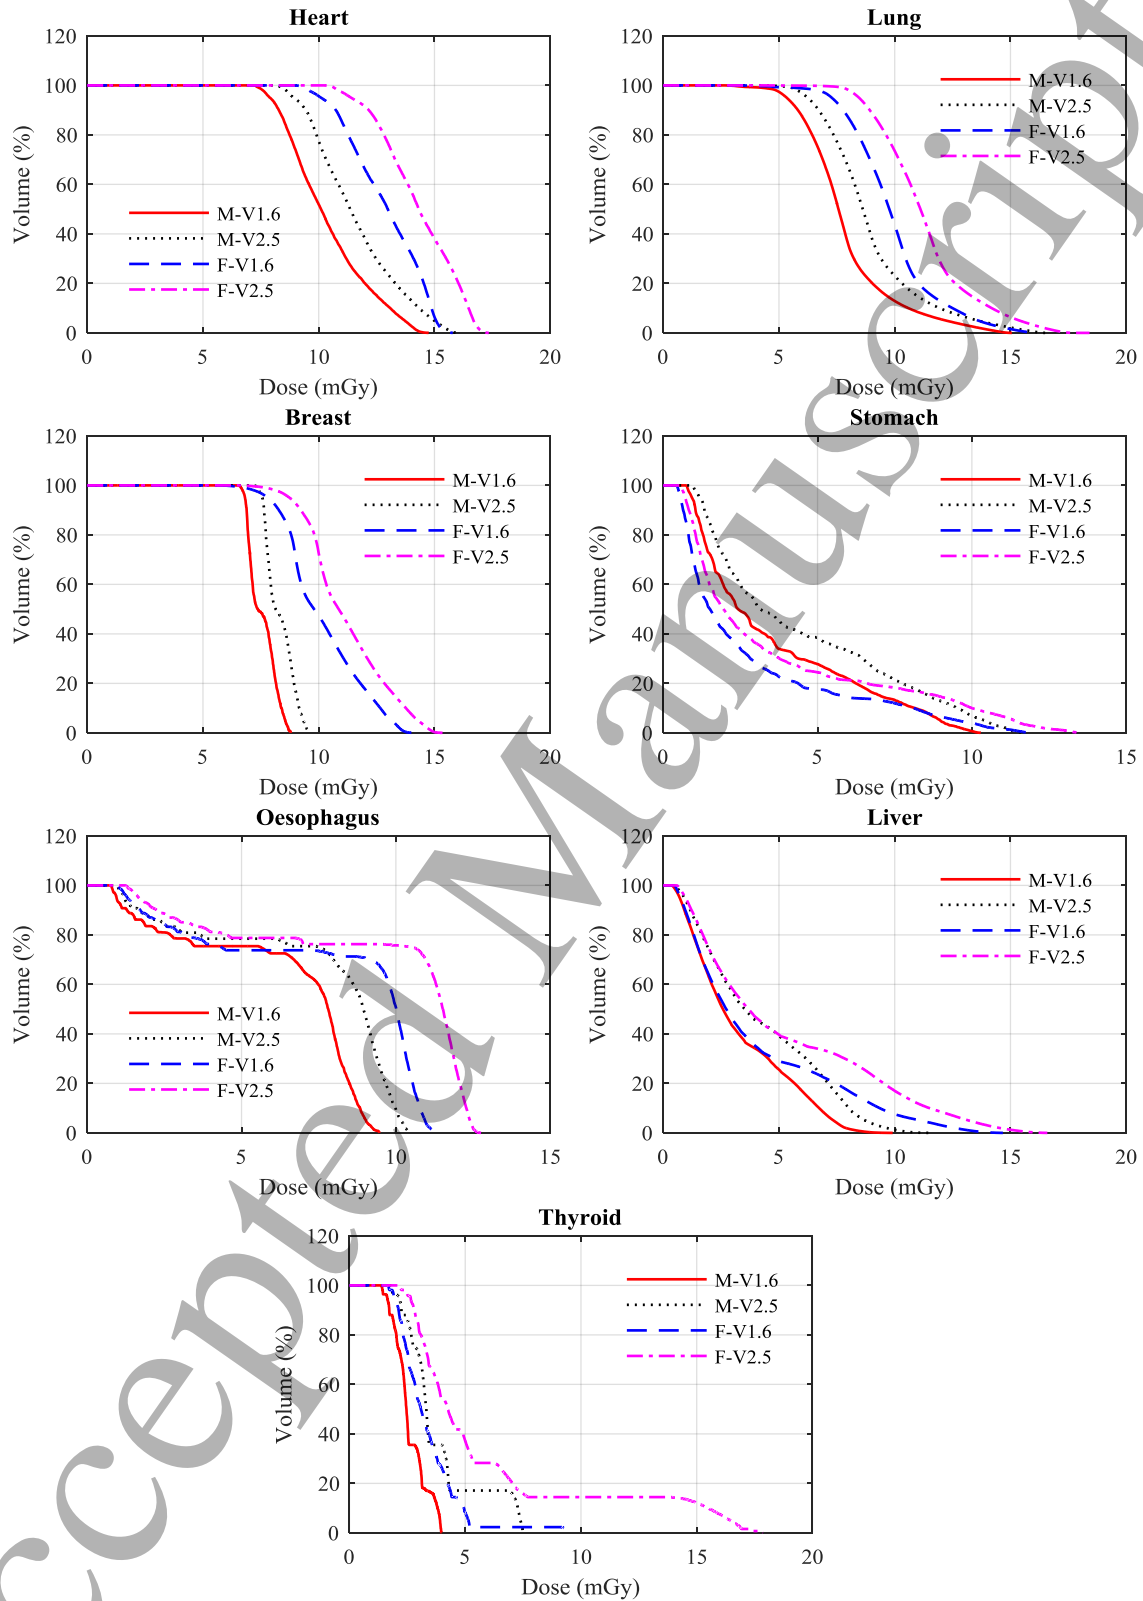 Heart
120
100
80
60
40
20
0
Volume (%)
M-V1.6
M-V2.5
F-V1.6
F-V2.5
0 5 10 15 20
Dose (mGy)
Lung
120
100
80
60
40
20
0
Volume (%)
M-V1.6
M-V2.5
F-V1.6
F-V2.5
0 5 10 15 20
Dose (mGy)
Breast
120
100
80
60
40
20
0
Volume (%)
M-V1.6
M-V2.5
F-V1.6
F-V2.5
0 5 10 15 20
Dose (mGy)
Stomach
120
100
80
60
40
20
0
Volume (%)
M-V1.6
M-V2.5
F-V1.6
F-V2.5
0 5 10 15
Dose (mGy)
Oesophagus
120
100
80
60
40
20
0
Volume (%)
M-V1.6
M-V2.5
F-V1.6
F-V2.5
0 5 10 15
Dose (mGy)
Liver
120
100
80
60
40
20
0
Volume (%)
M-V1.6
M-V2.5
F-V1.6
F-V2.5
0 5 10 15 20
Dose (mGy)
Thyroid
120
100
80
60
40
20
0
Volume (%)
M-V1.6
M-V2.5
F-V1.6
F-V2.5
0 5 10 15 20
Dose (mGy)
ccepted Manuscript